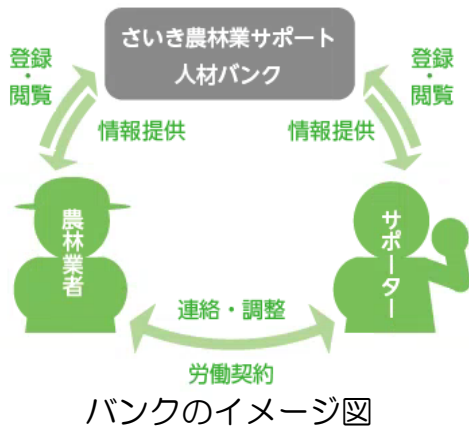 さいき農林業サポート
人材バンク
登録・閲覧
登録・閲覧
情報提供
情報提供
農林業者
サポーター
連絡・調整
労働契約
バンクのイメージ図